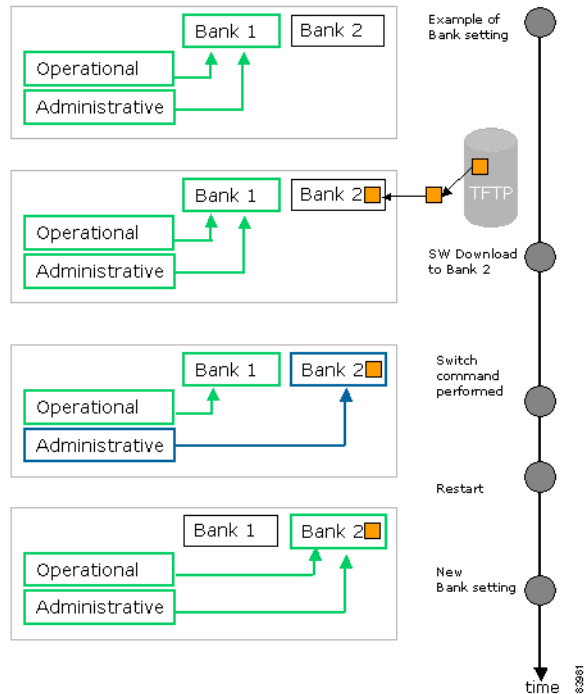 Bank 1
Bank 2
Operational
Administrative
Example of
Bank setting
Bank 1
Bank 2
Operational
Administrative
TFTP
SW Download
to Bank 2
Bank 1
Bank 2
Operational
Administrative
Switch
command
performed
Restart
Bank 1
Bank 2
Operational
Administrative
New
Bank setting
time
83981